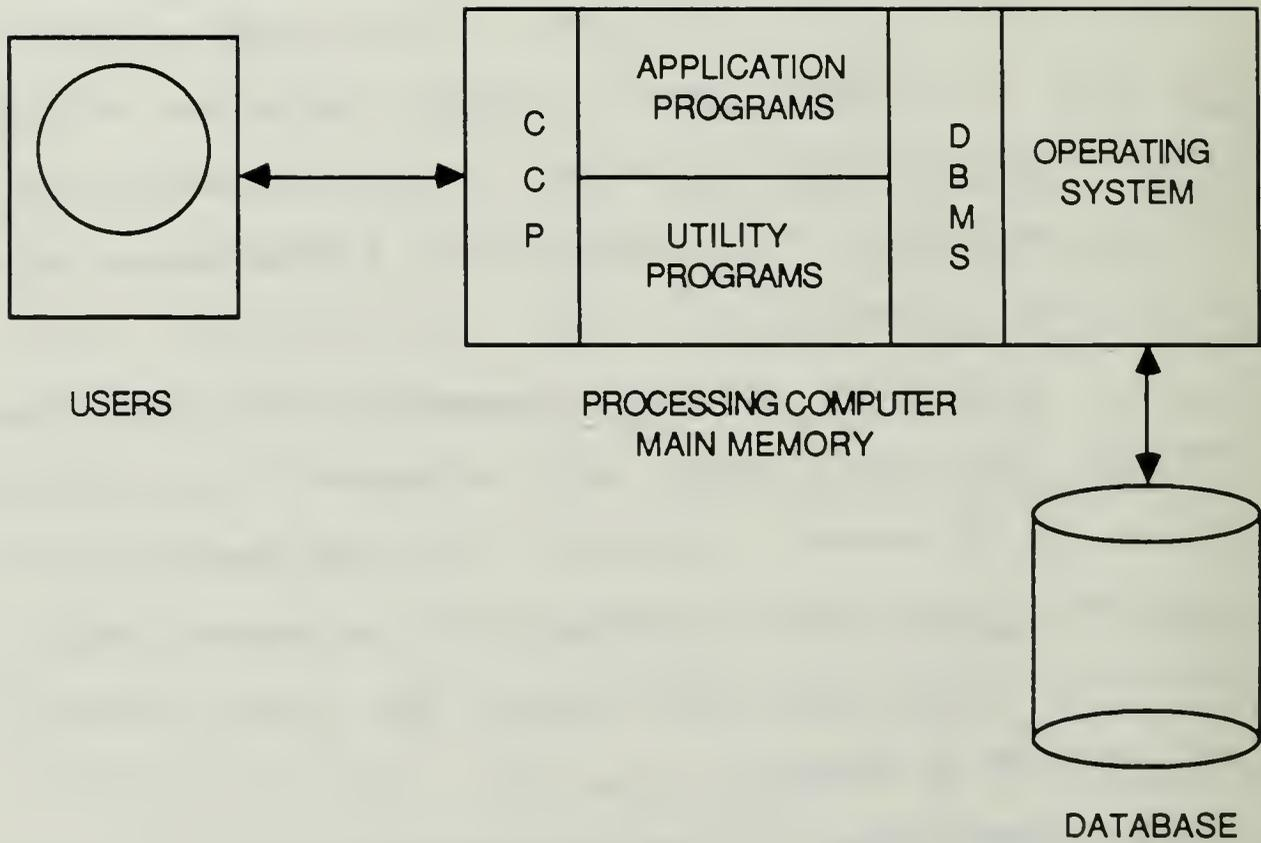 C
C
P
APPLICATION
PROGRAMS
UTILITY
PROGRAMS
D
B
M
S
OPERATING
SYSTEM
USERS
PROCESSING COMPUTER
MAIN MEMORY
DATABASE